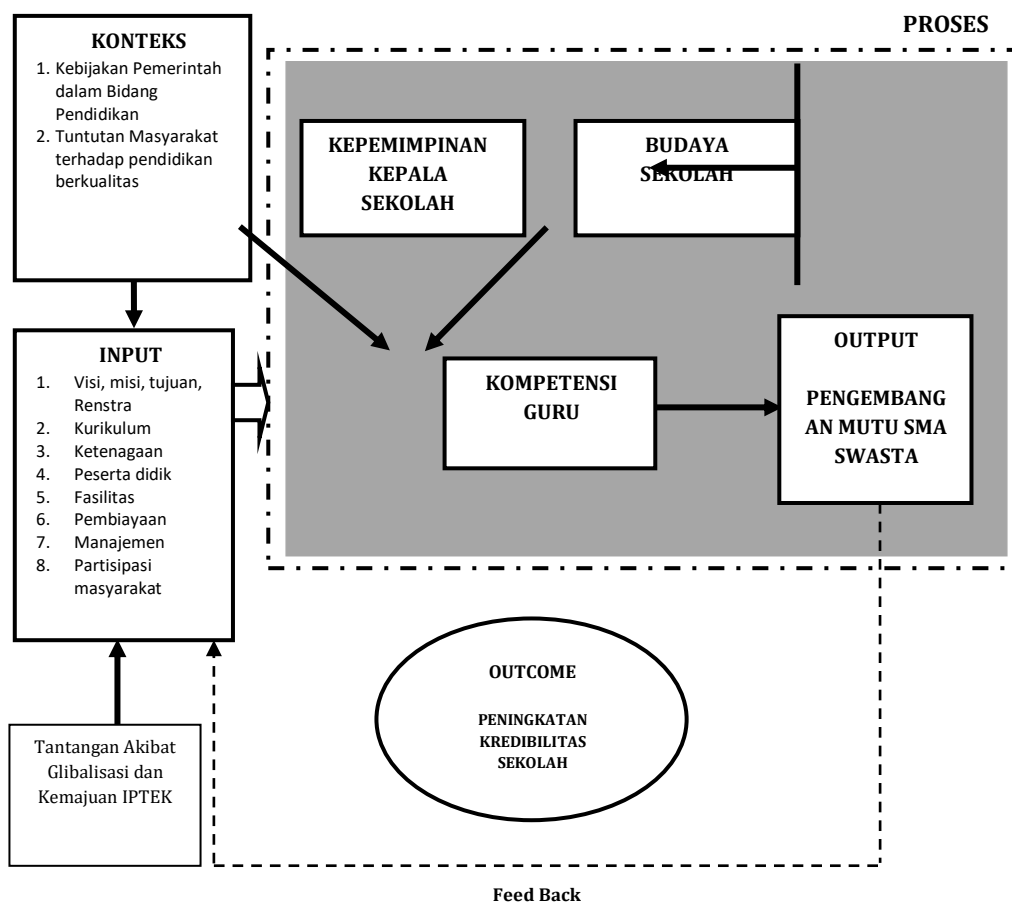 PROSES
KONTEKS
1. Kebijakan Pemerintah
dalam Bidang
Pendidikan
2. Tuntutan Masyarakat
terhadap pendidikan
berkualitas
KEPEMIMPINAN
KEPALA
SEKOLAH
BUDAYA
SEKOLAH
INPUT
1. Visi, misi, tujuan,
Renstra
2. Kurikulum
3. Ketenagaan
4. Peserta didik
5. Fasilitas
6. Pembiayaan
7. Manajemen
8. Partisipasi
masyarakat
KOMPETENSI
GURU
OUTPUT
PENGEMBANG
AN MUTU SMA
SWASTA
OUTCOME
PENINGKATAN
KREDIBILITAS
SEKOLAH
Tantangan Akibat
Glibalisasi dan
Kemajuan IPTEK
Feed Back